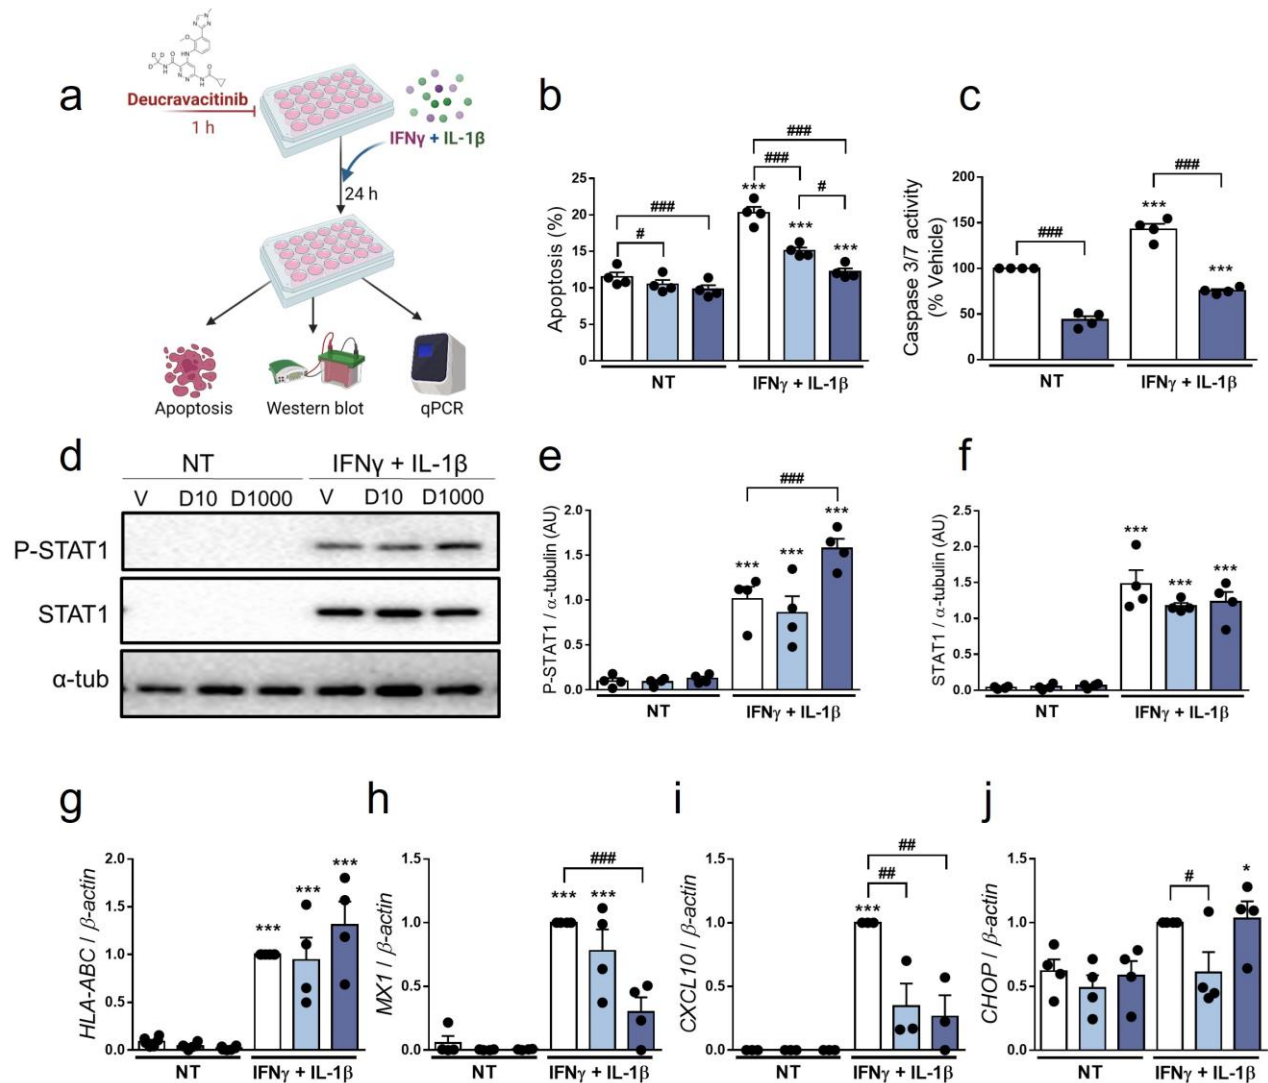 a
Deucravacitinib
1 h
IFNγ + IL-1β
24 h
Apoptosis
Western blot
qPCR
b
Apoptosis (%)
25
20
15
10
5
0
#
###
***
###
###
#
***
***
NT
IFNγ + IL-1β
c
Caspase 3/7 activity
(% Vehicle)
200
150
100
50
0
###
***
###
***
NT
IFNγ + IL-1β
d
NT
IFNγ + IL-1β
V D10 D1000 V D10 D1000
P-STAT1
STAT1
α-tub
e
P-STAT1 / α-tubulin (AU)
2.0
1.5
1.0
0.5
0.0
***
***
###
***
NT
IFNγ + IL-1β
f
STAT1 / α-tubulin (AU)
2.5
2.0
1.5
1.0
0.5
0.0
***
***
***
NT
IFNγ + IL-1β
g
HLA-ABC / β-actin
2.0
1.5
1.0
0.5
0.0
***
***
***
NT
IFNγ + IL-1β
h
MX1 / β-actin
1.5
1.0
0.5
0.0
###
***
***
NT
IFNγ + IL-1β
i
CXCL10 / β-actin
1.5
1.0
0.5
0.0
##
##
***
NT
IFNγ + IL-1β
j
CHOP / β-actin
1.5
1.0
0.5
0.0
#
*
NT
IFNγ + IL-1β